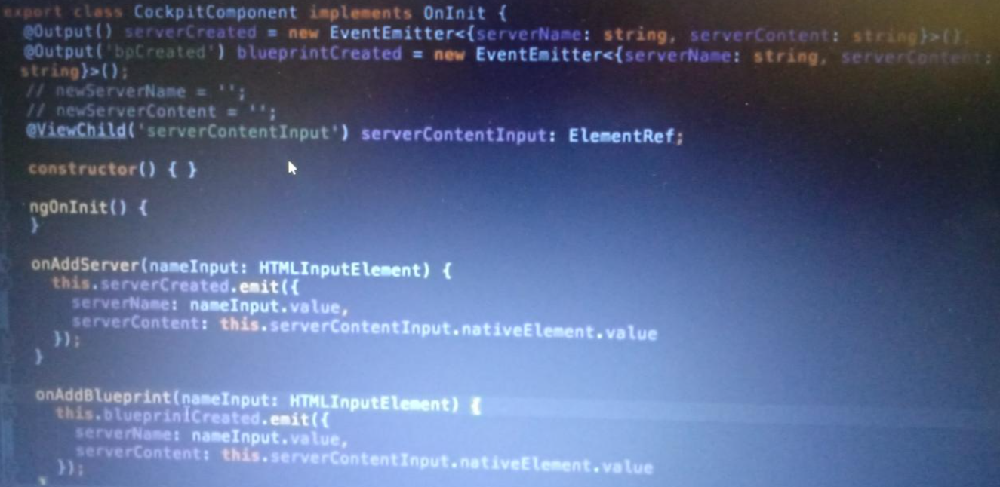 export class CockpitComponent implements OnInit {
@Output() serverCreated = new EventEmitter<{serverName: string, serverContent: string}>();
@Output('bpCreated') blueprintCreated = new EventEmitter<{serverName: string, serverContent:
string}>();
// newServerName = '';
// newServerContent = '';
@ViewChild('serverContentInput') serverContentInput: ElementRef;
constructor() { }
ngOnInit() {
}
onAddServer(nameInput: HTMLInputElement) {
this.serverCreated.emit({
serverName: nameInput.value,
serverContent: this.serverContentInput.nativeElement.value
});
}
onAddBlueprint(nameInput: HTMLInputElement) {
this.blueprintCreated.emit({
serverName: nameInput.value,
serverContent: this.serverContentInput.nativeElement.value
});
}